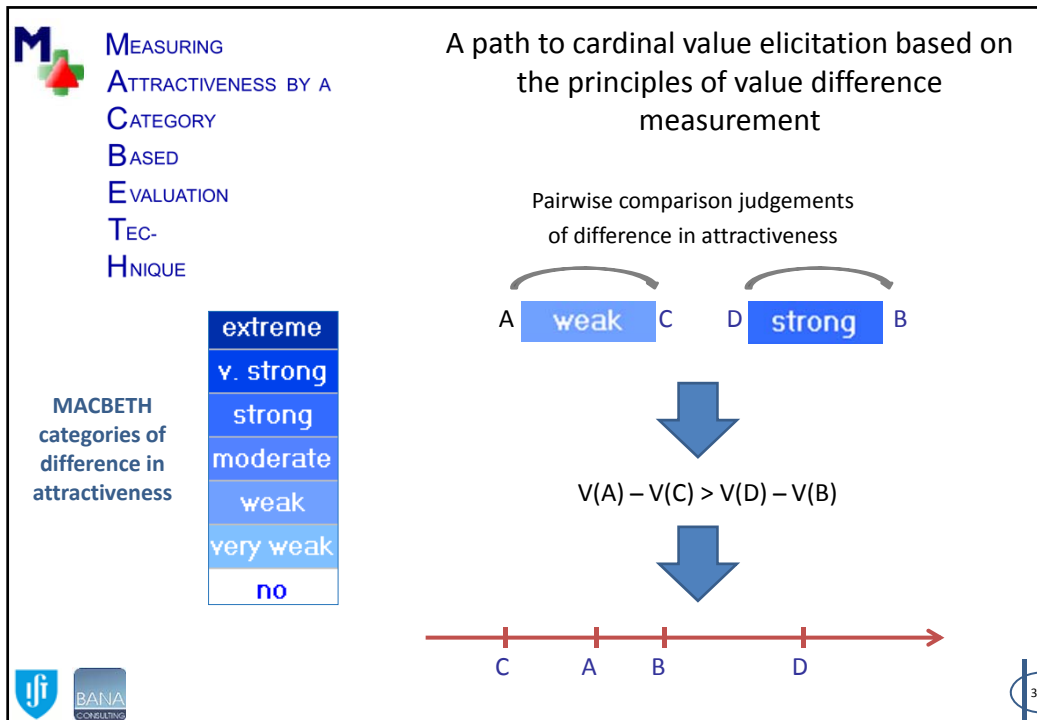 M
MEASURING
ATTRACTIVENESS BY A
CATEGORY
BASED
EVALUATION
TEC-
HNIQUE
A path to cardinal value elicitation based on
the principles of value difference
measurement
Pairwise comparison judgements
of difference in attractiveness
A weak C D strong B
MACBETH
categories of
difference in
attractiveness
extreme
v. strong
strong
moderate
weak
very weak
no
V(A) – V(C) > V(D) – V(B)
C A B D
BANA
CONSULTING
3